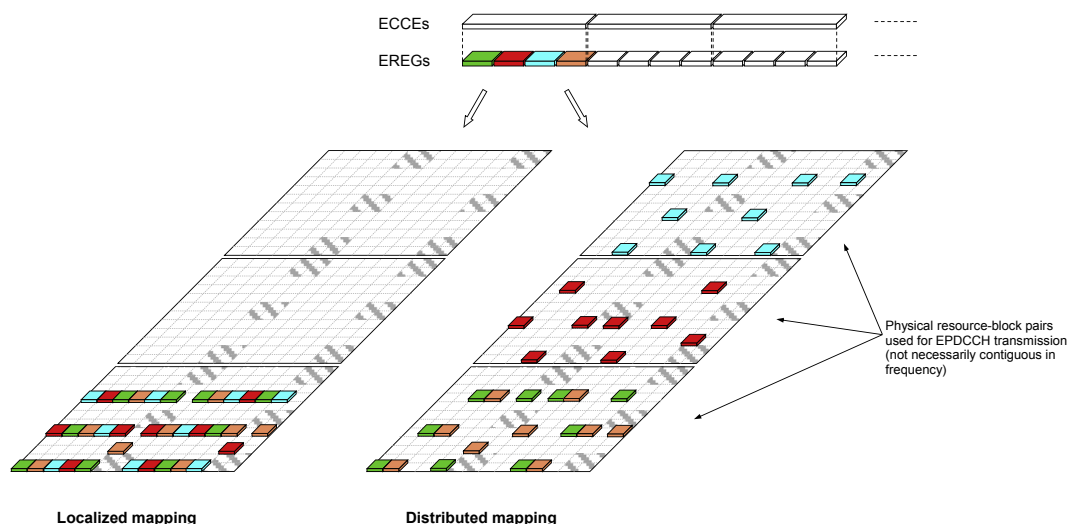 ECCEs
EREGs
Physical resource-block pairs
used for EPDCCH transmission
(not necessarily contiguous in
frequency)
Localized mapping
Distributed mapping